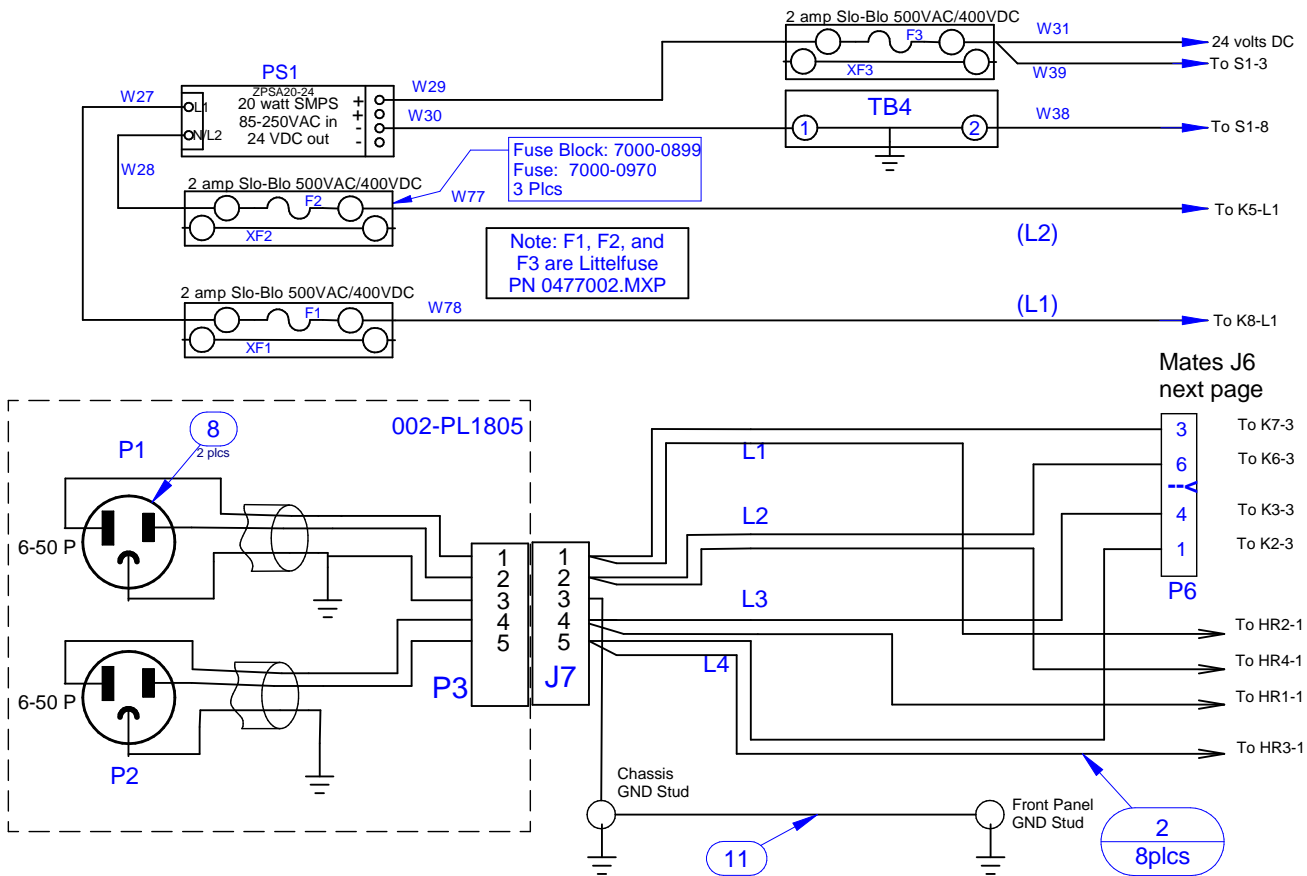 2 amp Slo-Blo 500VAC/400VDC
F3
XF3
W31
24 volts DC
W39
To S1-3
PS1
ZPSA20-24
20 watt SMPS
85-250VAC in
24 VDC out
L1
N/L2
+
+
-
-
W27
W29
W30
TB4
1
2
W38
To S1-8
W28
Fuse Block: 7000-0899
Fuse: 7000-0970
3 Plcs
2 amp Slo-Blo 500VAC/400VDC
F2
XF2
W77
To K5-L1
(L2)
Note: F1, F2, and
F3 are Littelfuse
PN 0477002.MXP
2 amp Slo-Blo 500VAC/400VDC
F1
XF1
W78
(L1)
To K8-L1
Mates J6
next page
002-PL1805
8
2 plcs
P1
6-50 P
6-50 P
P2
1
2
3
4
5
P3
1
2
3
4
5
J7
L1
L2
L3
L4
3
6
--<
4
1
P6
To K7-3
To K6-3
To K3-3
To K2-3
To HR2-1
To HR4-1
To HR1-1
To HR3-1
Chassis
GND Stud
Front Panel
GND Stud
11
2
8plcs